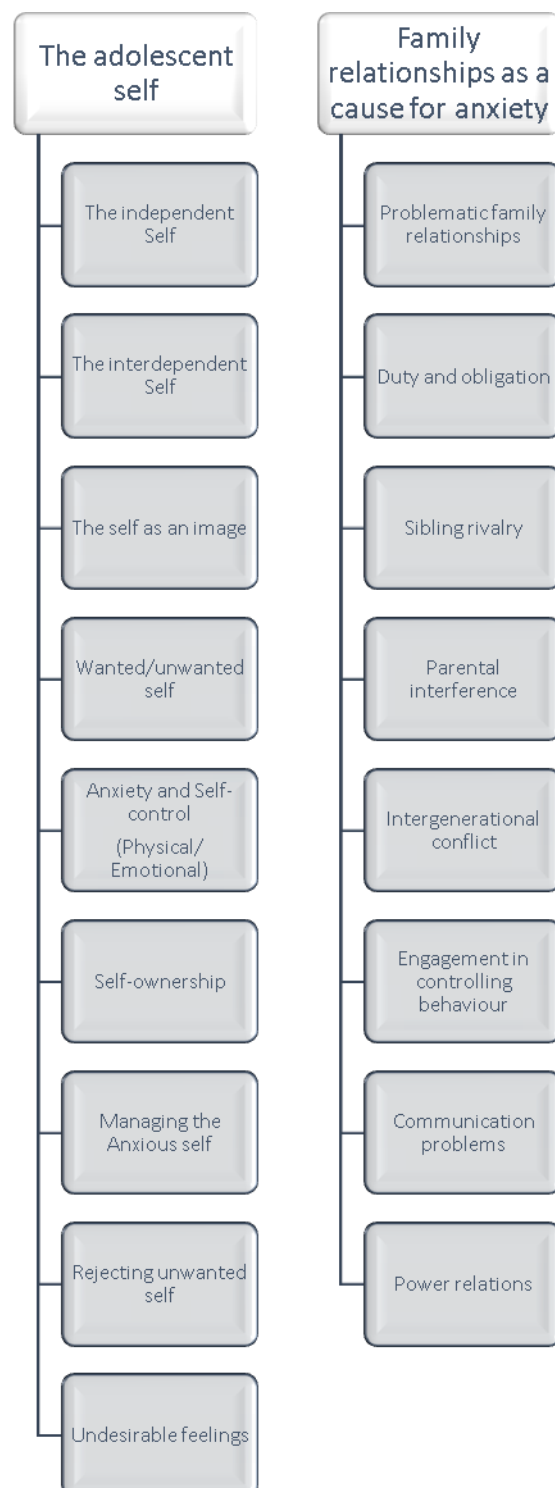 The adolescent
self
The independent
Self
The interdependent
Self
The self as an image
Wanted/unwanted
self
Anxiety and Self-
control
(Physical/
Emotional)
Self-ownership
Managing the
Anxious self
Rejecting unwanted
self
Undesirable feelings
Family
relationships as a
cause for anxiety
Problematic family
relationships
Duty and obligation
Sibling rivalry
Parental
interference
Intergenerational
conflict
Engagement in
controlling
behaviour
Communication
problems
Power relations